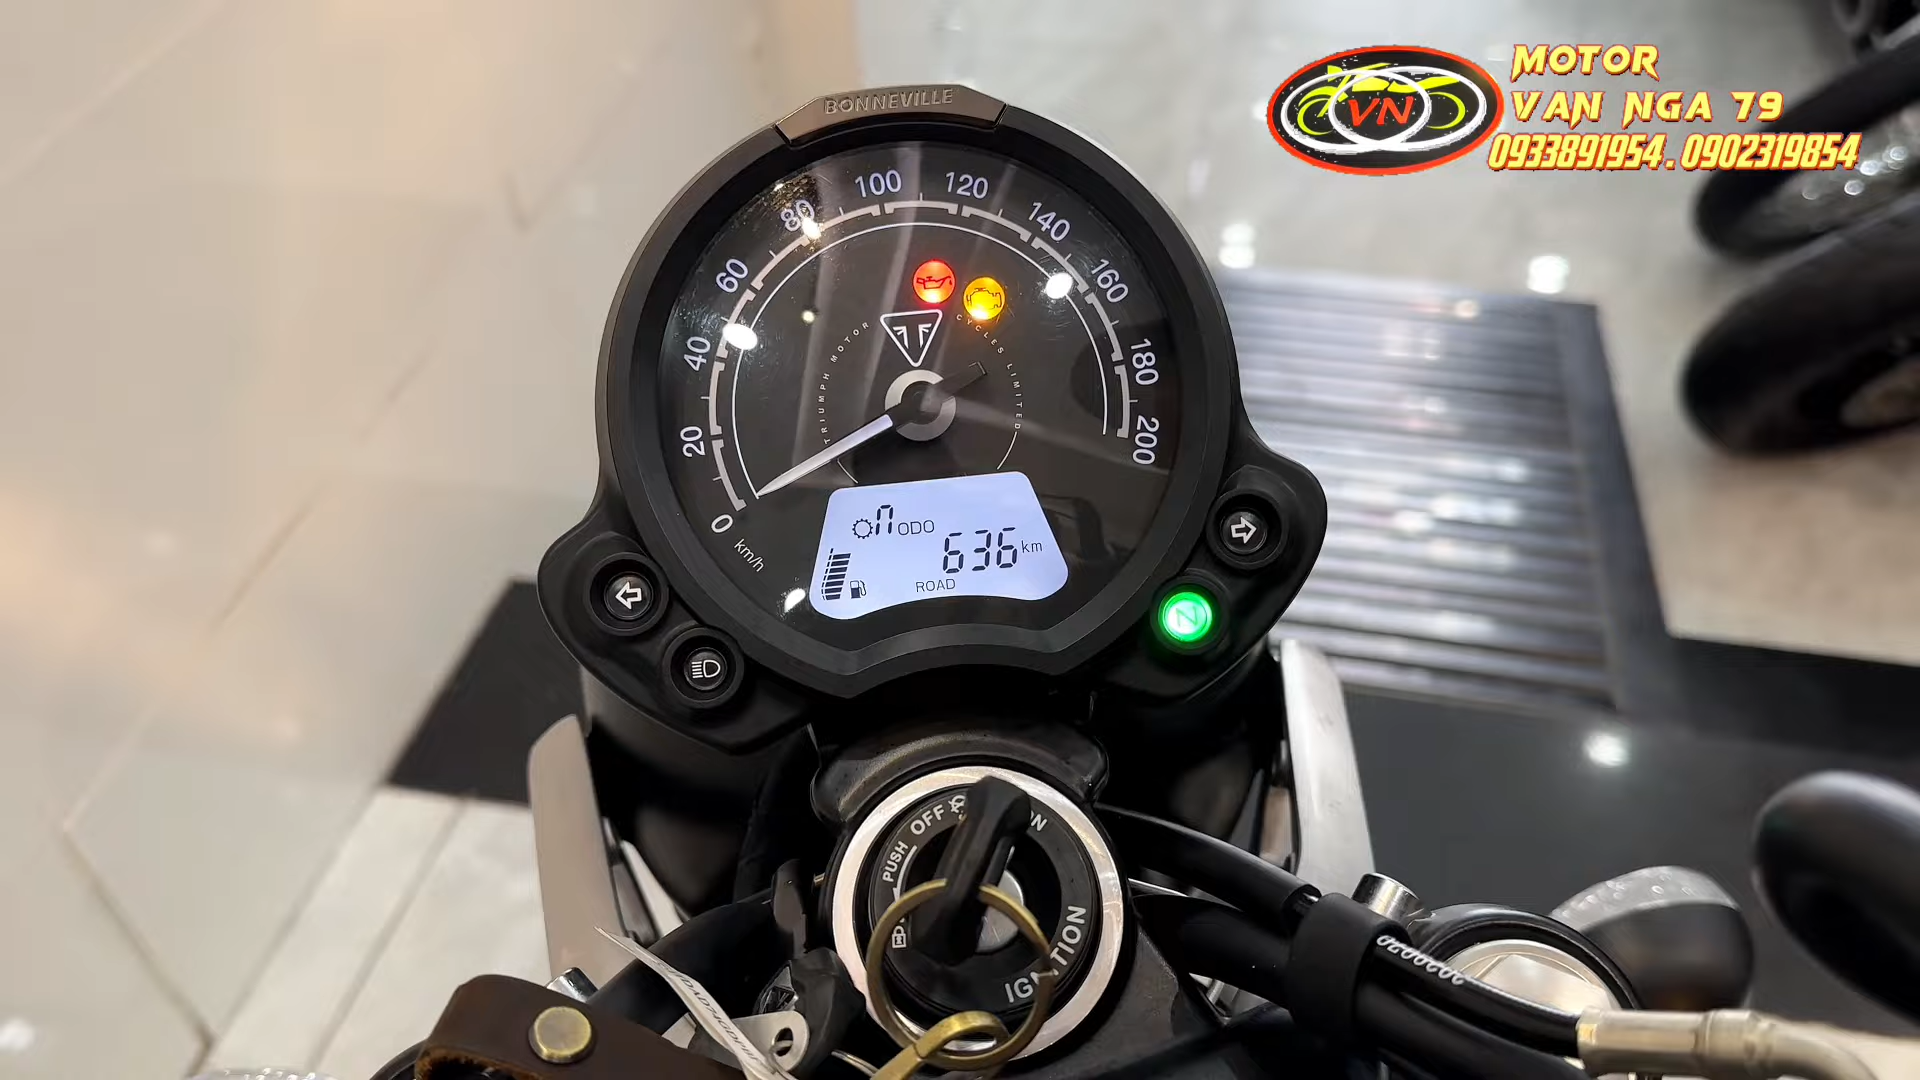 MOTOR
VAN NGA 79
0933891954.0902319854
VN
BONNEVILLE
0
20
40
60
80
100
120
140
160
180
200
km/h
TRIUMPH MOTOR CYCLES LIMITED
n ODO
636 km
ROAD
N
PUSH
OFF
ON
IGNITION